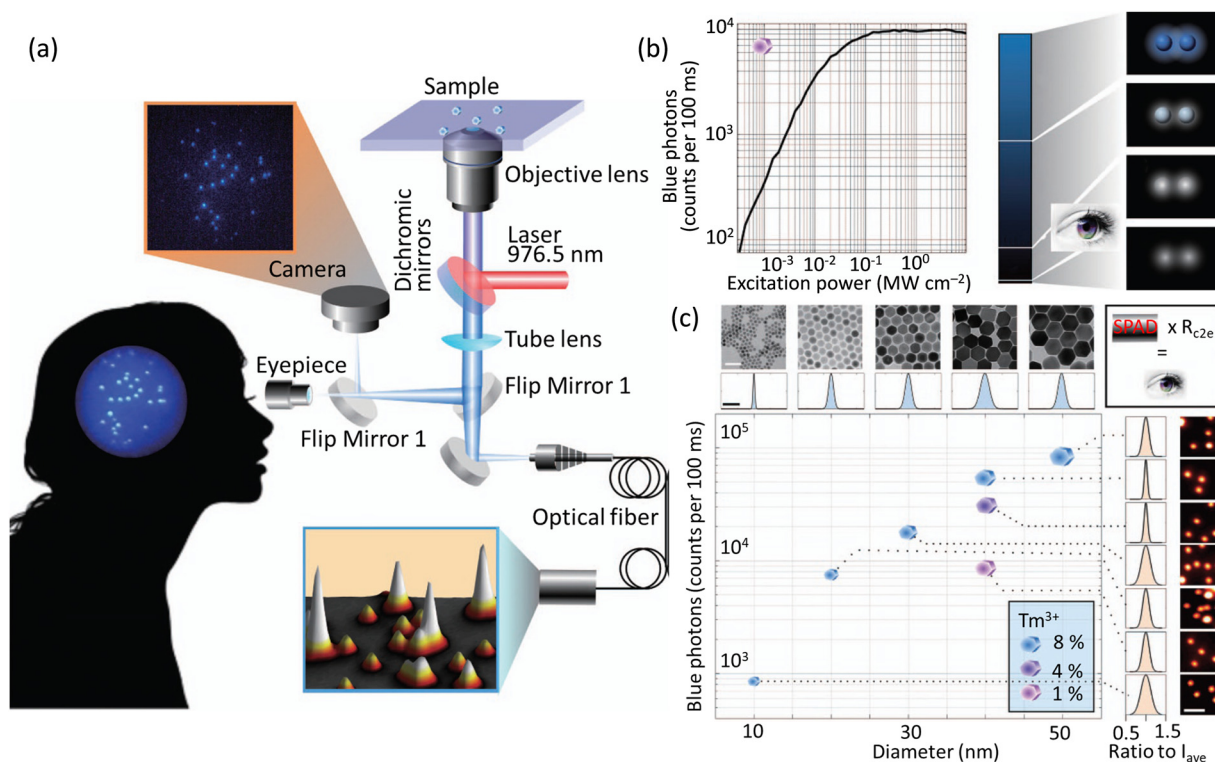 (a)
Sample
Objective lens
Dichromic
mirrors
Laser
976.5 nm
Camera
Tube lens
Eyepiece
Flip Mirror 1
Flip Mirror 1
Optical fiber
(b)
Blue photons
(counts per 100 ms)
10⁴
10³
10²
10⁻³ 10⁻² 10⁻¹ 10⁰
Excitation power (MW cm⁻²)
(c)
SPAD x R_c2e
=
Blue photons (counts per 100 ms)
10⁵
10⁴
10³
Tm³⁺
8 %
4 %
1 %
10 30 50
Diameter (nm)
0.5 1.5
Ratio to I_ave